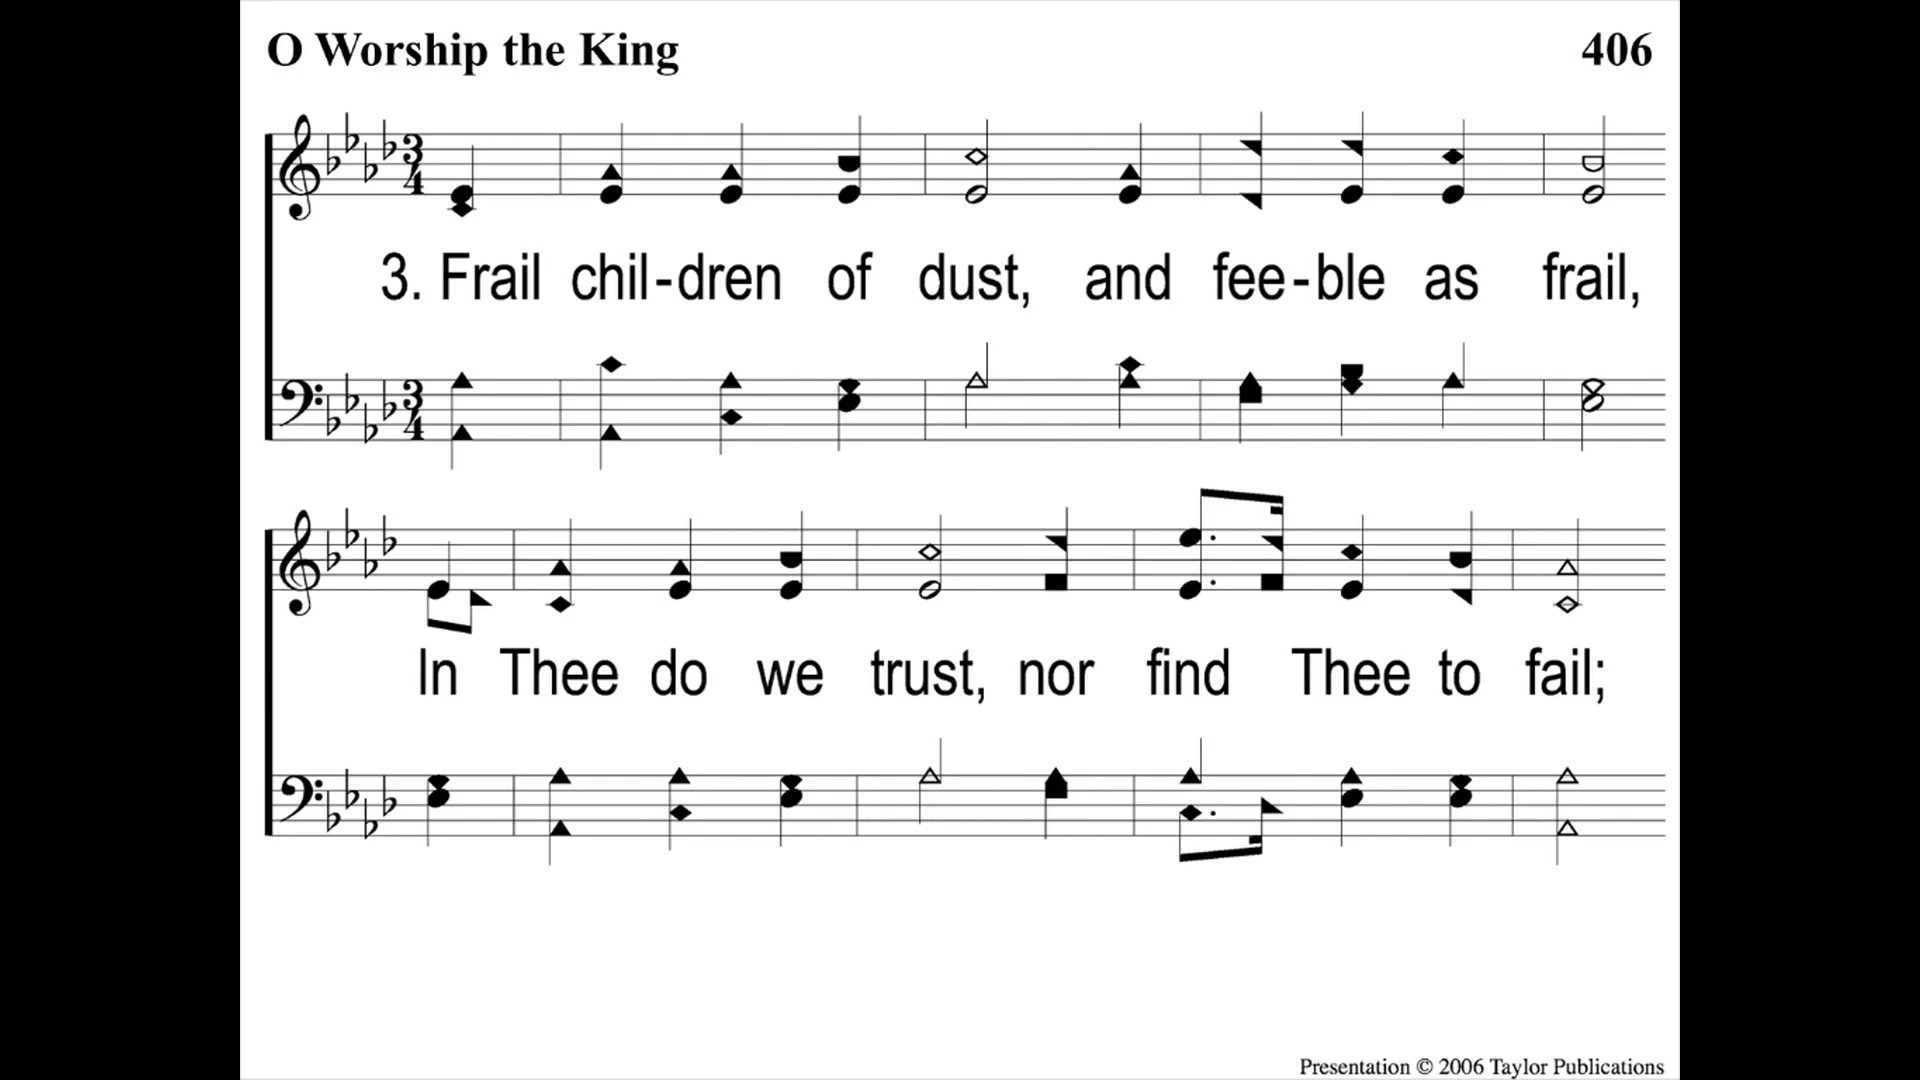 O Worship the King 406
3. Frail chil-dren of dust, and fee-ble as frail,
In Thee do we trust, nor find Thee to fail;
Presentation © 2006 Taylor Publications